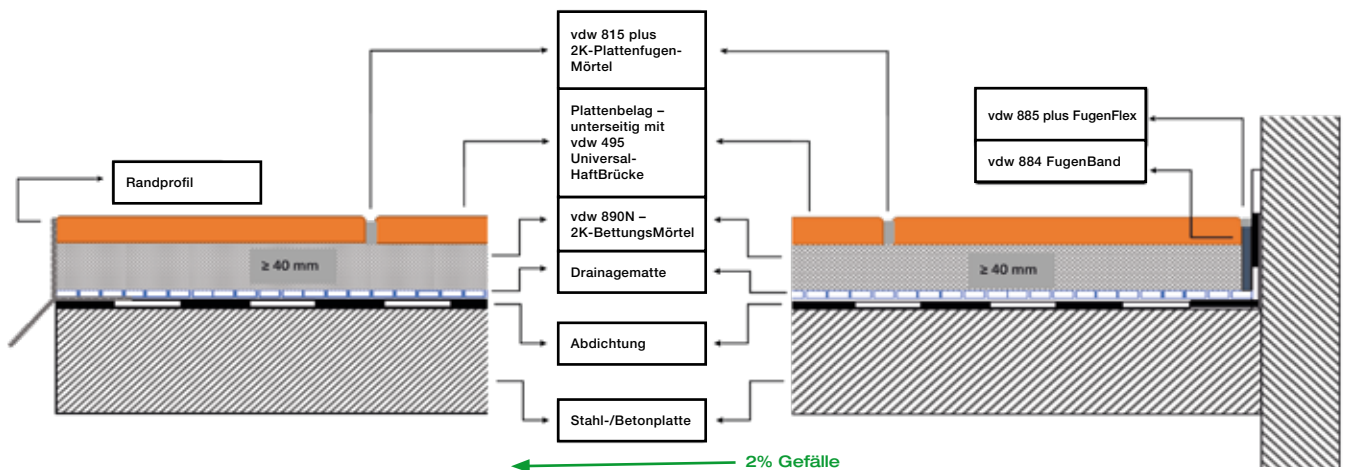 vdw 815 plus
2K-Plattenfugen-
Mörtel
Plattenbelag –
unterseitig mit
vdw 495
Universal-
HaftBrücke
vdw 885 plus FugenFlex
vdw 884 FugenBand
Randprofil
vdw 890N –
2K-BettungsMörtel
≥ 40 mm
Drainagematte
≥ 40 mm
Abdichtung
Stahl-/Betonplatte
2% Gefälle